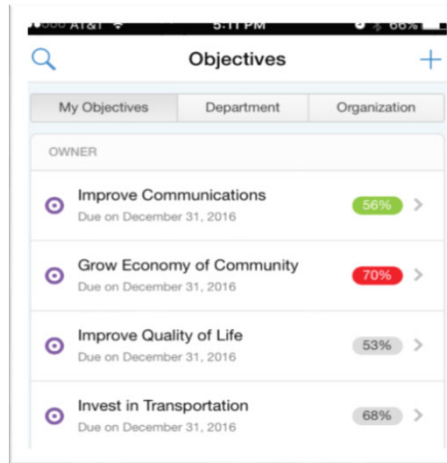 AT&T 5:11 PM 66%
Objectives
My Objectives Department Organization
OWNER
Improve Communications
Due on December 31, 2016
56%
Grow Economy of Community
Due on December 31, 2016
70%
Improve Quality of Life
Due on December 31, 2016
53%
Invest in Transportation
Due on December 31, 2016
68%